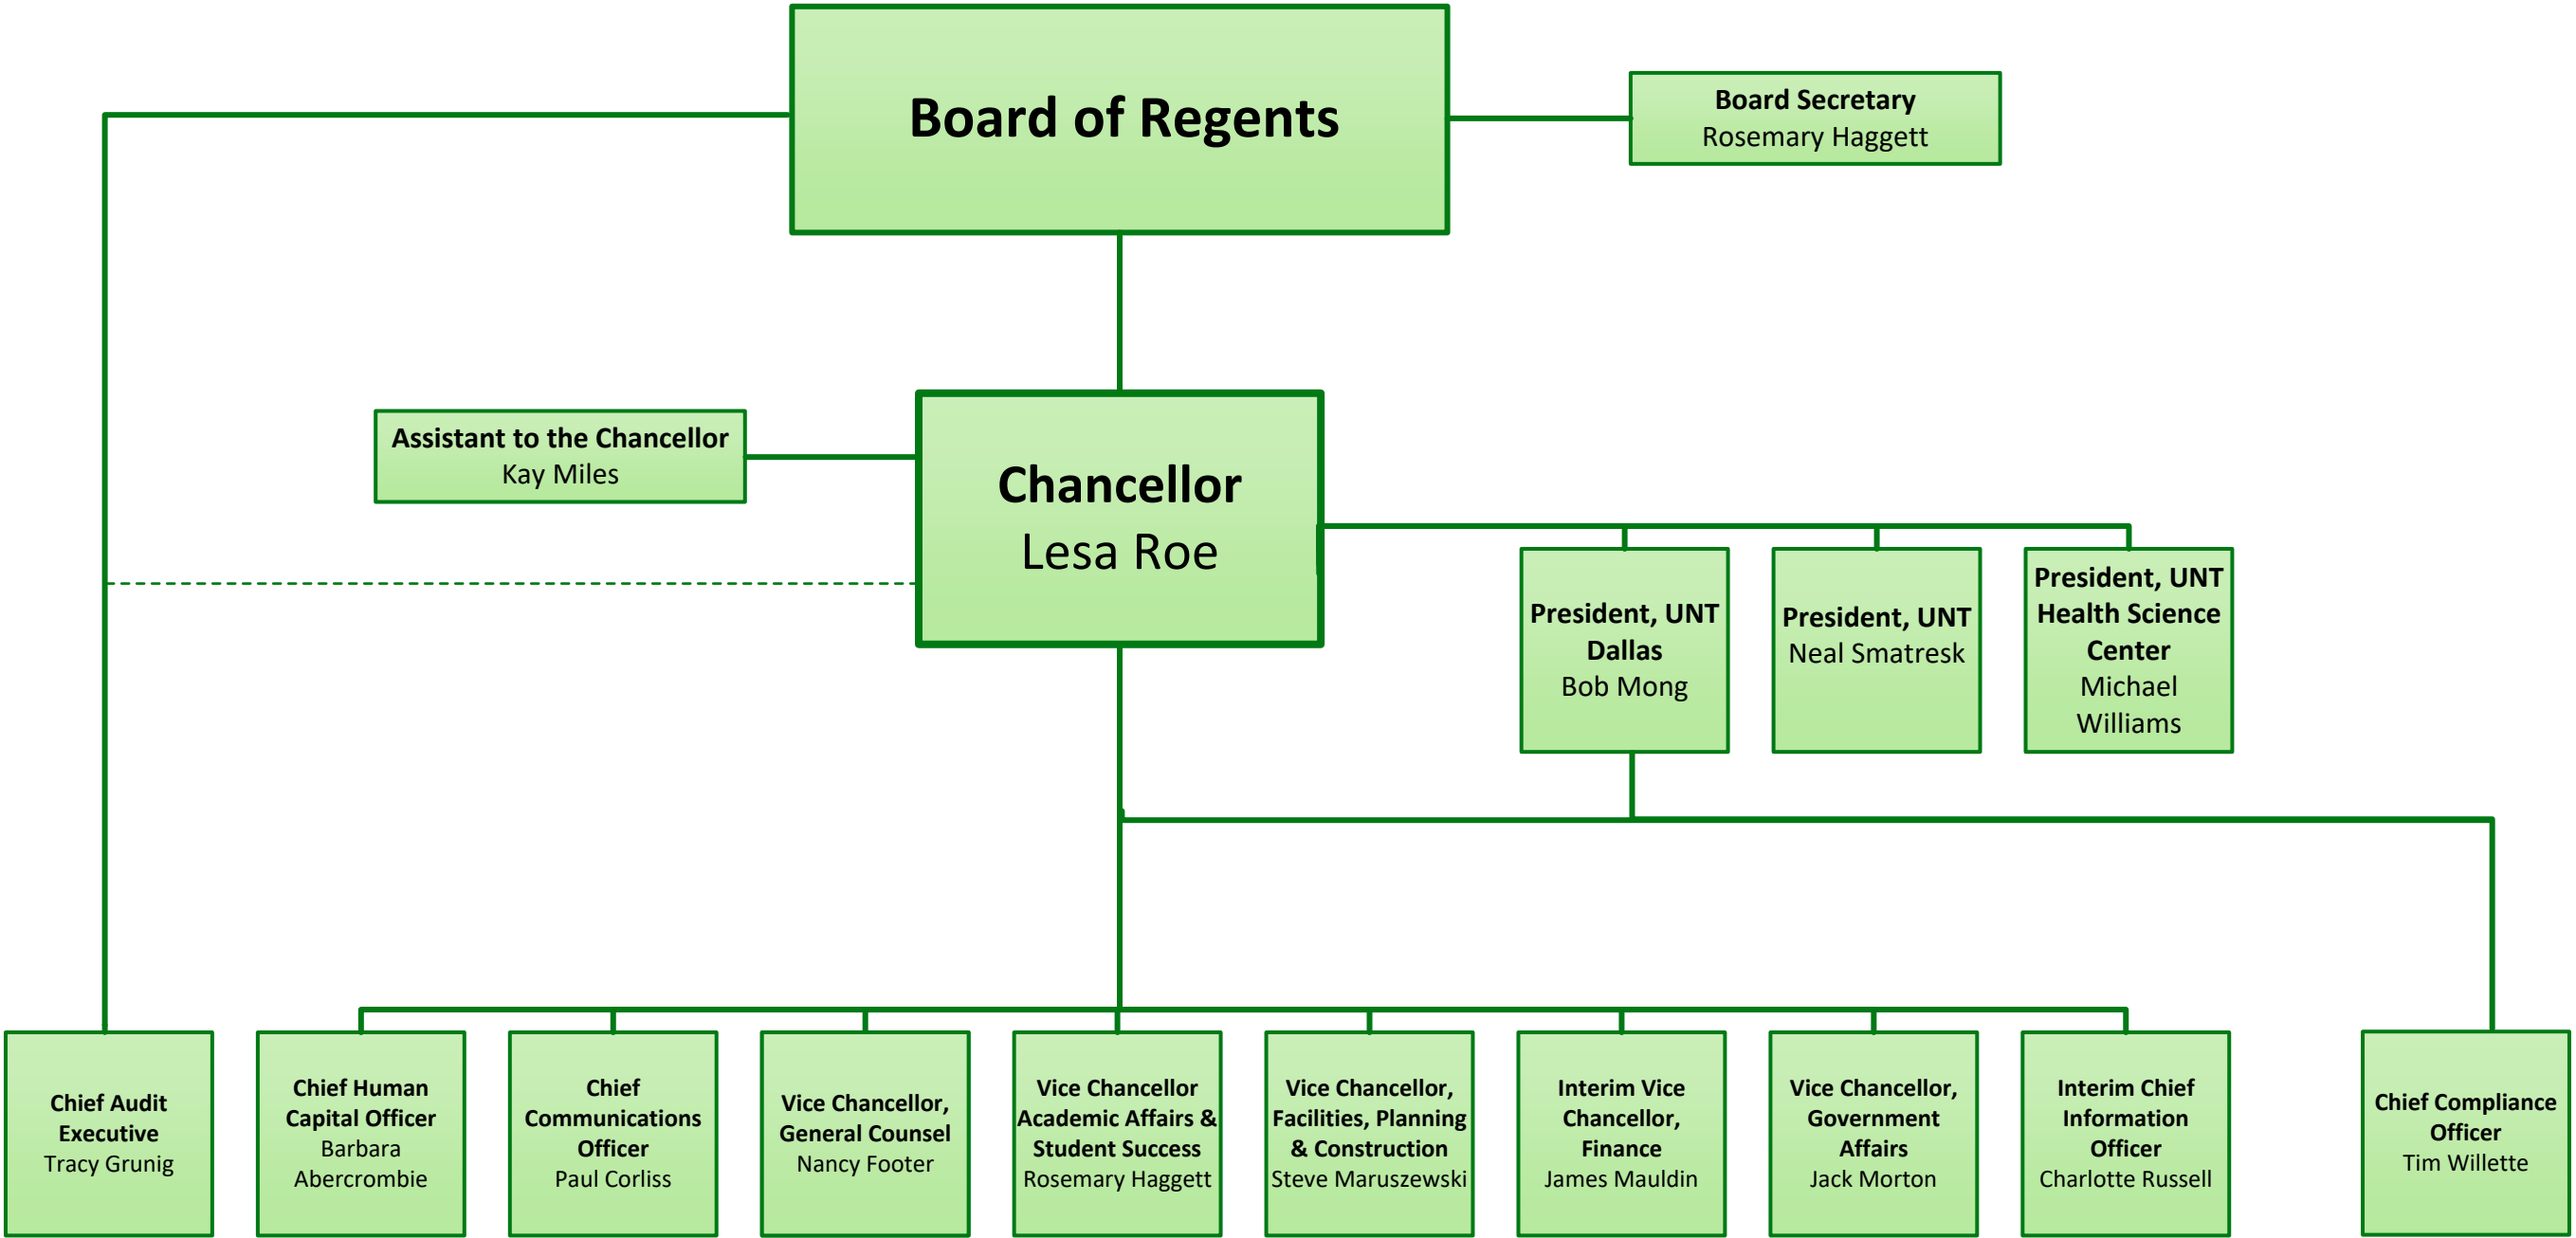 Board of Regents
Board Secretary
Rosemary Haggett
Assistant to the Chancellor
Kay Miles
Chancellor
Lesa Roe
President, UNT
Dallas
Bob Mong
President, UNT
Neal Smatresk
President, UNT
Health Science
Center
Michael
Williams
Chief Audit
Executive
Tracy Grunig
Chief Human
Capital Officer
Barbara
Abercrombie
Chief
Communications
Officer
Paul Corliss
Vice Chancellor,
General Counsel
Nancy Footer
Vice Chancellor
Academic Affairs &
Student Success
Rosemary Haggett
Vice Chancellor,
Facilities, Planning
& Construction
Steve Maruszewski
Interim Vice
Chancellor,
Finance
James Mauldin
Vice Chancellor,
Government
Affairs
Jack Morton
Interim Chief
Information
Officer
Charlotte Russell
Chief Compliance
Officer
Tim Willette